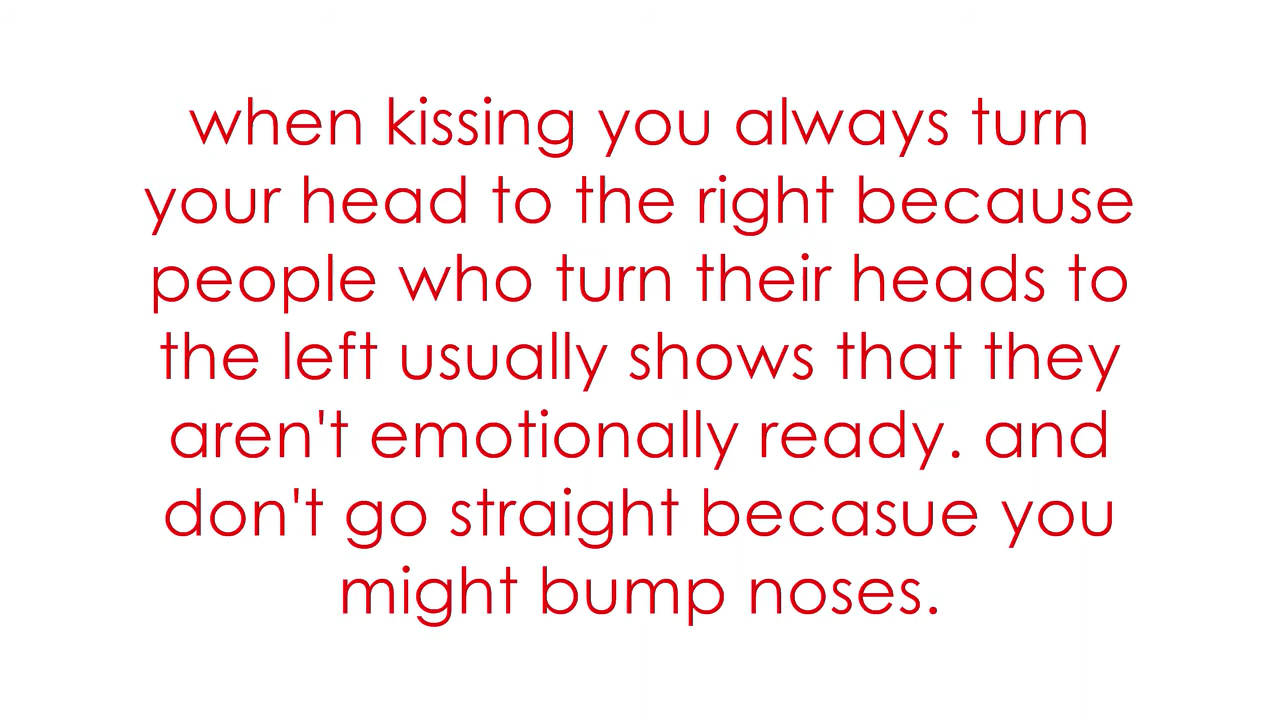 when kissing you always turn
your head to the right because
people who turn their heads to
the left usually shows that they
aren't emotionally ready. and
don't go straight becasue you
might bump noses.